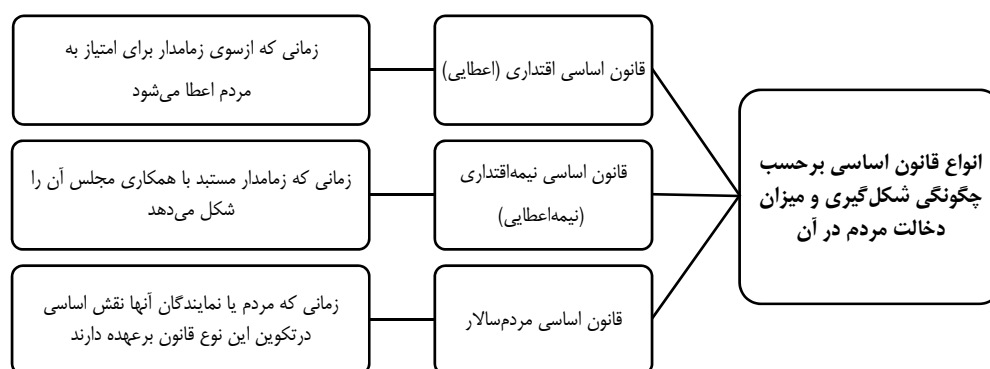 انواع قانون اساسی برحسب
چگونگی شکل‌گیری و میزان
دخالت مردم در آن
قانون اساسی اقتداری (اعطایی)
زمانی که ازسوی زمامدار برای امتیاز به
مردم اعطا می‌شود
قانون اساسی نیمه‌اقتداری
(نیمه‌اعطایی)
زمانی که زمامدار مستبد با همکاری مجلس آن را
شکل می‌دهد
قانون اساسی مردم‌سالار
زمانی که مردم یا نمایندگان آنها نقش اساسی
درتکوین این نوع قانون برعهده دارند